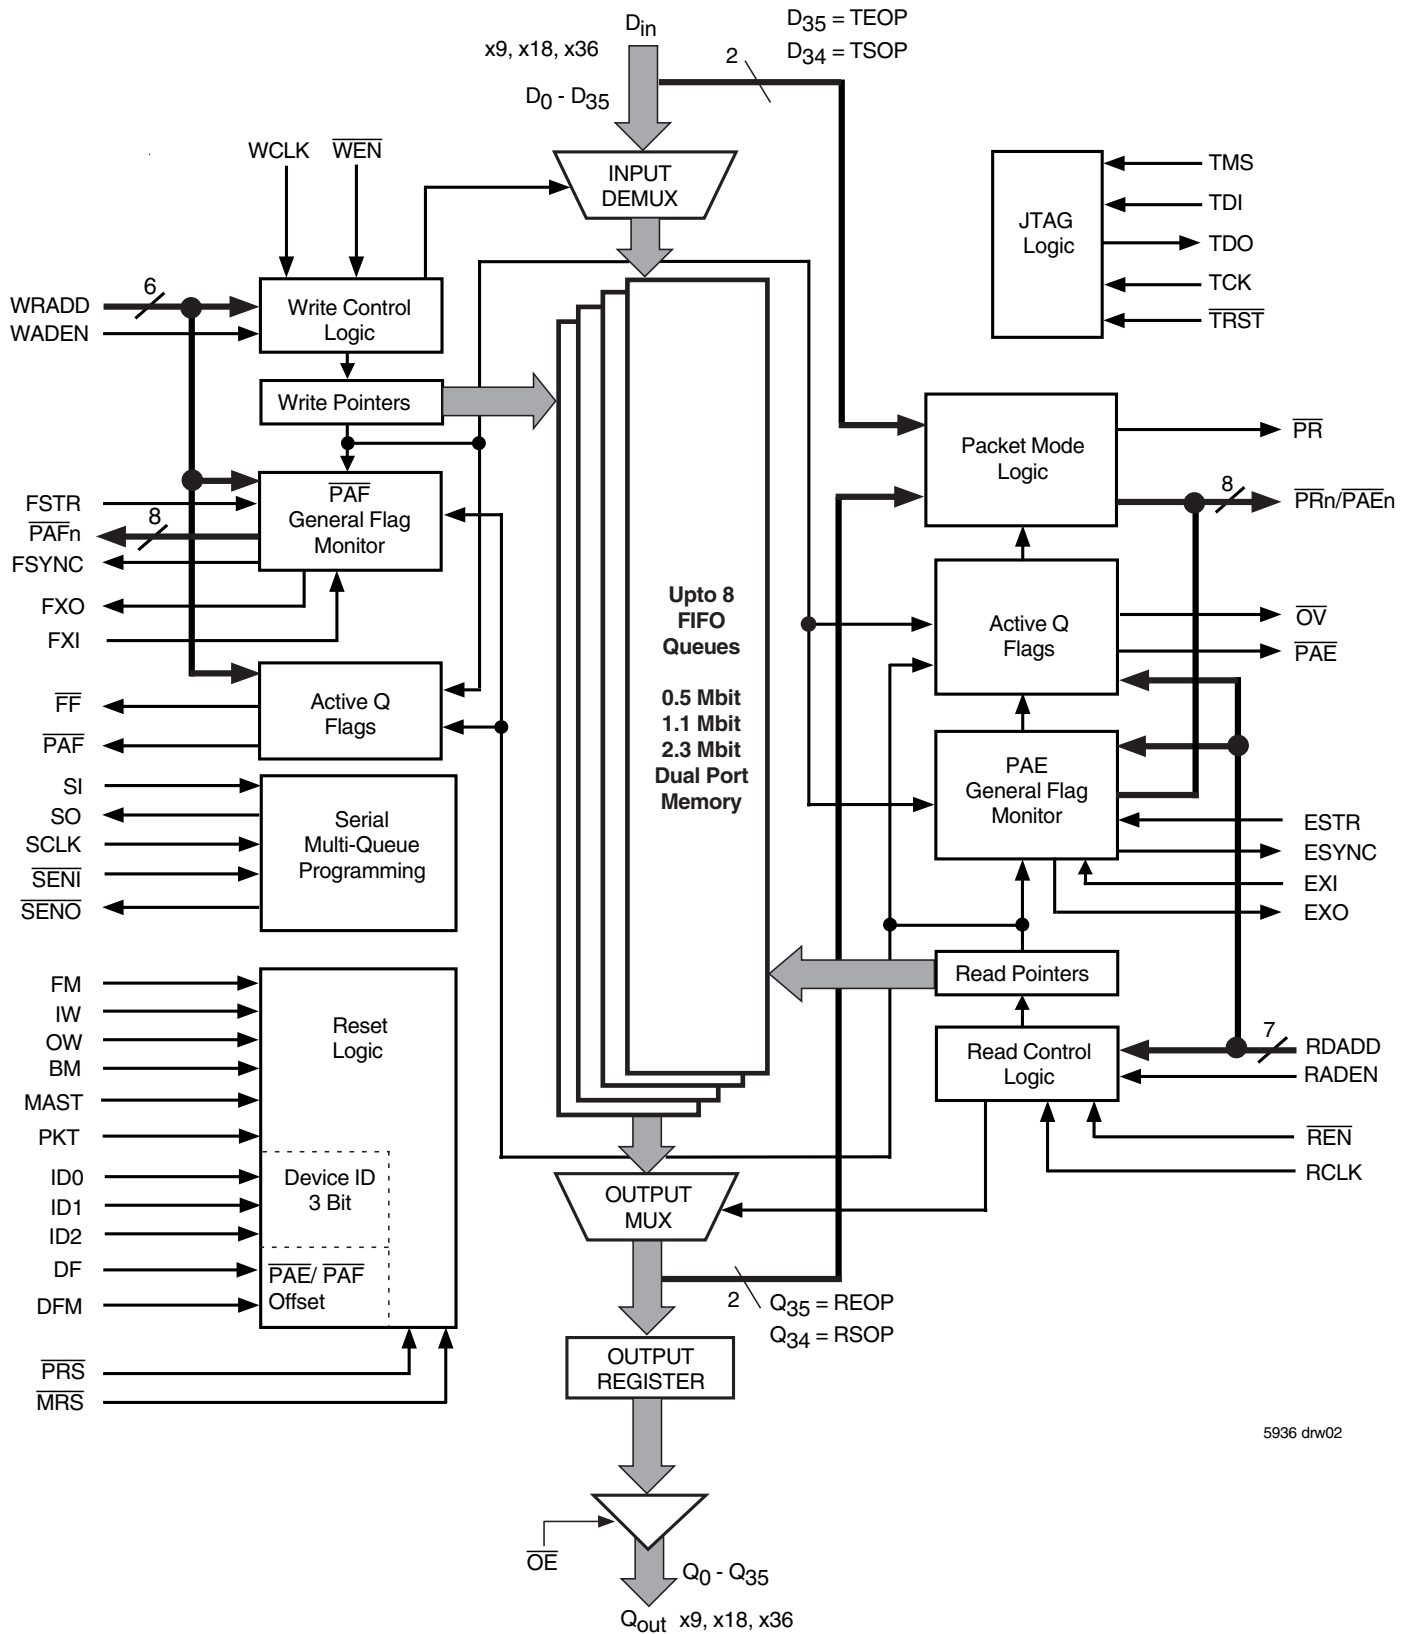 Din
x9, x18, x36
D0 - D35
2
D35 = TEOP
D34 = TSOP
WCLK
WEN
INPUT
DEMUX
JTAG
Logic
TMS
TDI
TDO
TCK
TRST
WRADD
6
WADEN
Write Control
Logic
Write Pointers
PAF
General Flag
Monitor
FSTR
PAFn
8
FSYNC
FXO
FXI
Active Q
Flags
FF
PAF
SI
SO
SCLK
SENI
SENO
Serial
Multi-Queue
Programming
Upto 8
FIFO
Queues
0.5 Mbit
1.1 Mbit
2.3 Mbit
Dual Port
Memory
Packet Mode
Logic
PR
8
PRn/PAEn
Active Q
Flags
OV
PAE
PAE
General Flag
Monitor
ESTR
ESYNC
EXI
EXO
Read Pointers
Read Control
Logic
7
RDADD
RADEN
REN
RCLK
FM
IW
OW
BM
MAST
PKT
ID0
ID1
ID2
DF
DFM
Reset
Logic
Device ID
3 Bit
PAE/ PAF
Offset
PRS
MRS
OUTPUT
MUX
2
Q35 = REOP
Q34 = RSOP
OUTPUT
REGISTER
OE
Q0 - Q35
Qout x9, x18, x36
5936 drw02